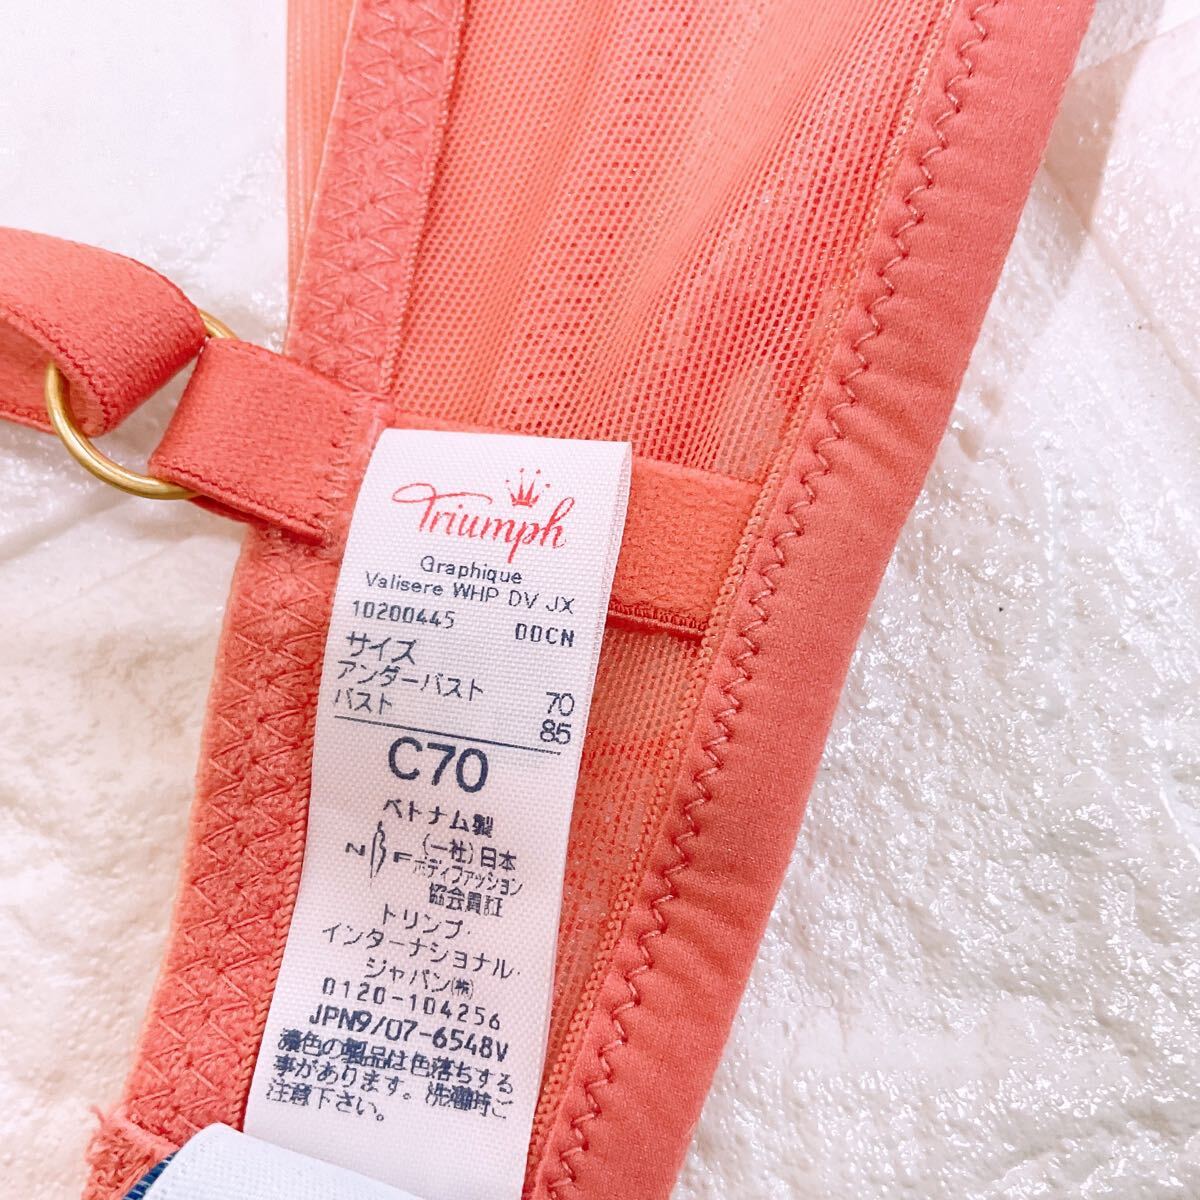 Triumph
Graphique
Valisere WHP DV JX
10200445 00CN
サイズ
アンダーバスト 70
バスト 85
C70
ベトナム製
(一社)日本
NBF ボディファッション
協会員証
トリンプ・
インターナショナル・
ジャパン(株)
0120-104256
JPN9/07-6548V
濃色の製品は色落ちする
事があります。洗濯時ご
注意下さい。